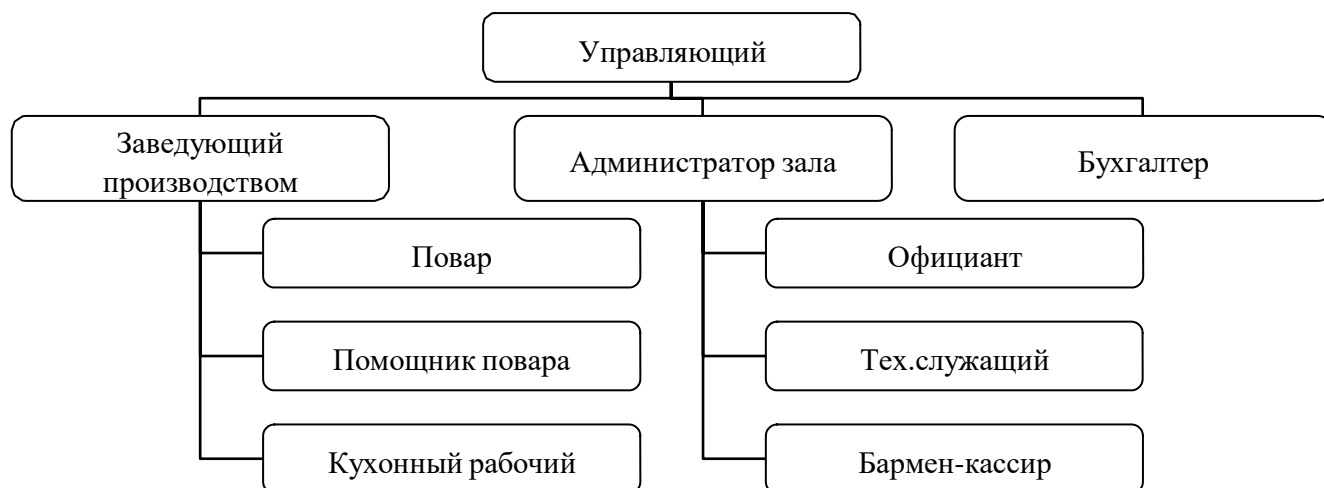 Управляющий
Заведующий
производством
Администратор зала
Бухгалтер
Повар
Официант
Помощник повара
Тех.служащий
Кухонный рабочий
Бармен-кассир